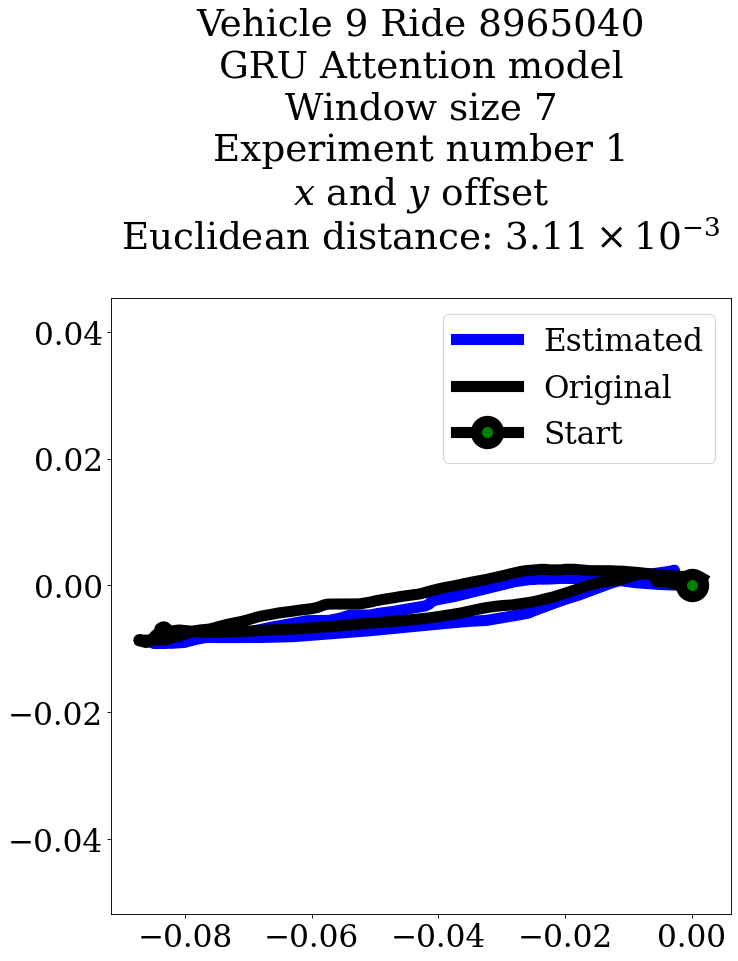 Vehicle 9 Ride 8965040
GRU Attention model
Window size 7
Experiment number 1
x and y offset
Euclidean distance: 3.11 × 10⁻³
Estimated
Original
Start
0.04
0.02
0.00
−0.02
−0.04
−0.08
−0.06
−0.04
−0.02
0.00